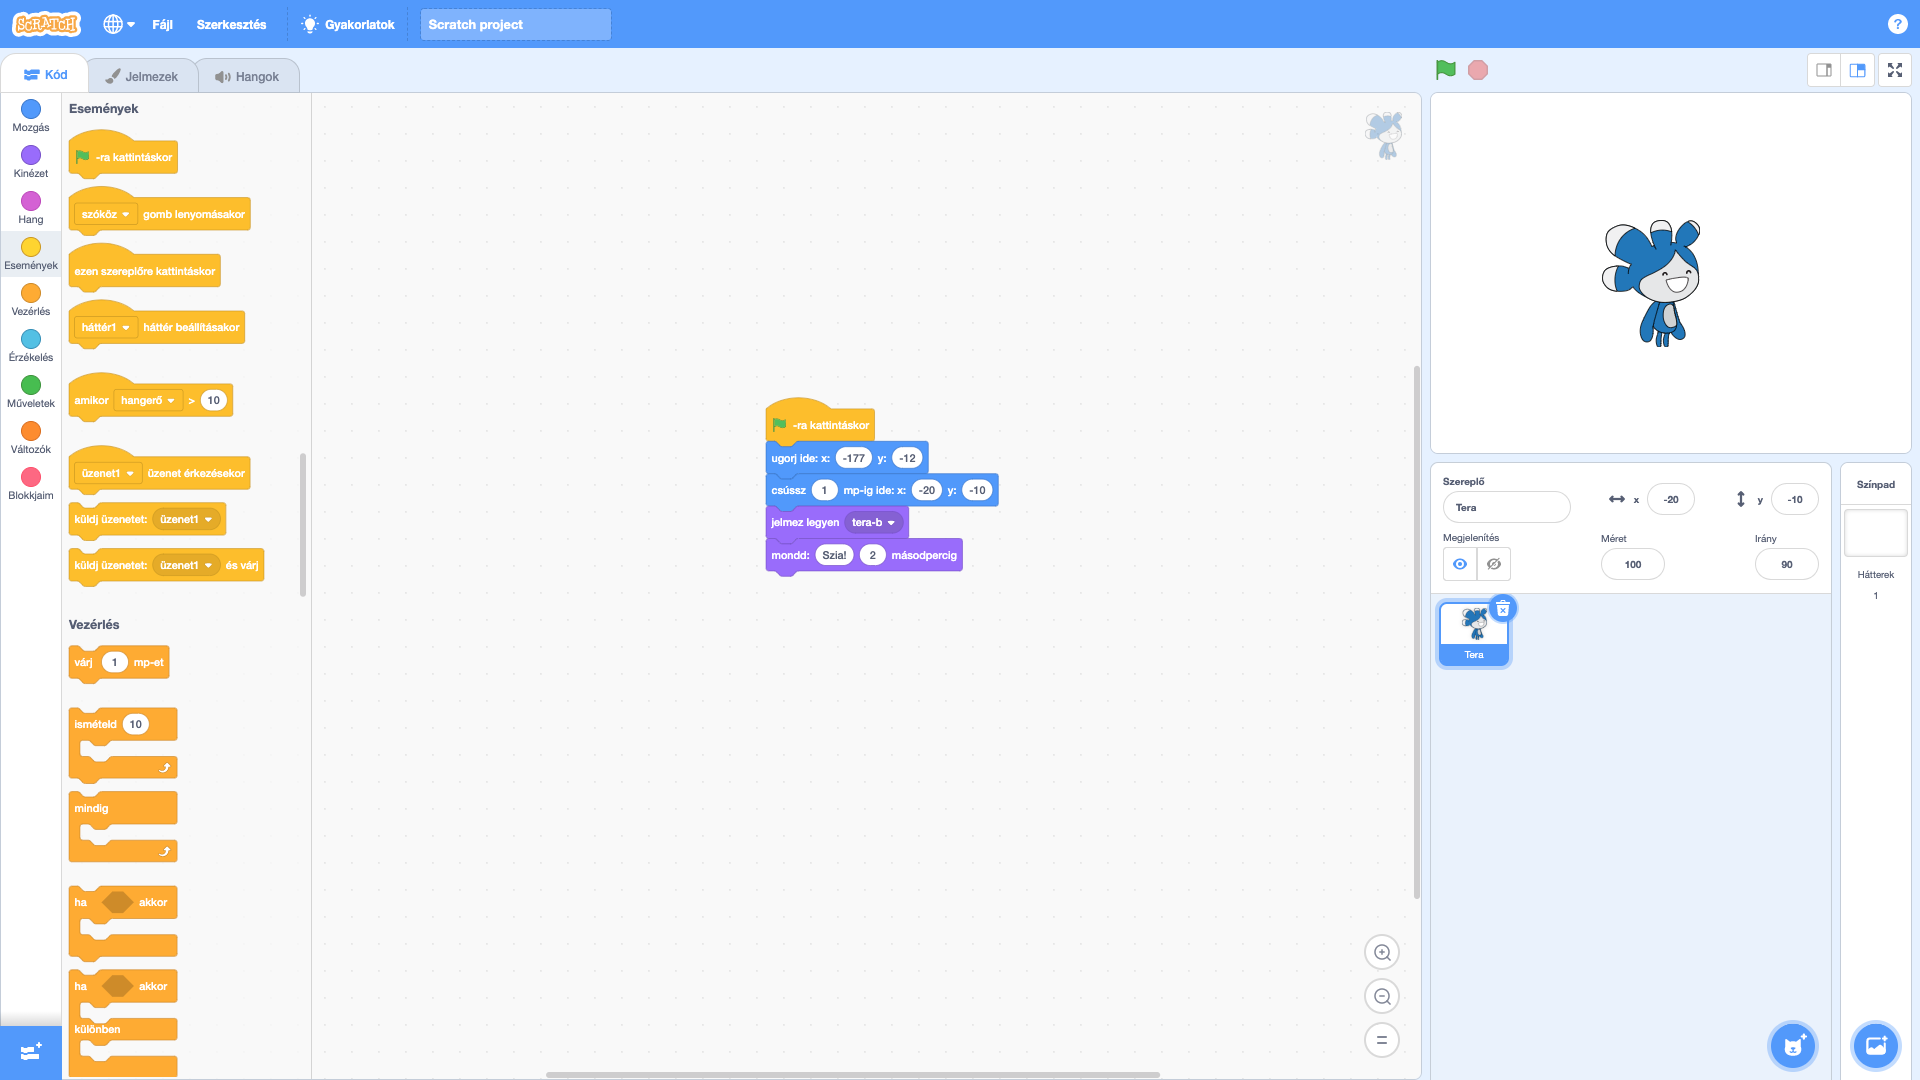 SCRATCH
Fájl
Szerkesztés
Gyakorlatok
Scratch project
?
Kód
Jelmezek
Hangok
Mozgás
Kinézet
Hang
Események
Vezérlés
Érzékelés
Műveletek
Változók
Blokkjaim
Események
-ra kattintáskor
szóköz gomb lenyomásakor
ezen szereplőre kattintáskor
háttér1 háttér beállításakor
amikor hangerő > 10
üzenet1 üzenet érkezésekor
küldj üzenetet: üzenet1
küldj üzenetet: üzenet1 és várj
Vezérlés
várj 1 mp-et
ismételd 10
mindig
ha akkor
ha akkor
különben
-ra kattintáskor
ugorj ide: x: -177 y: -12
csússz 1 mp-ig ide: x: -20 y: -10
jelmez legyen tera-b
mondd: Szia! 2 másodpercig
Szereplő
Tera
x -20
y -10
Megjelenítés
Méret
100
Irány
90
Tera
Színpad
Hátterek
1